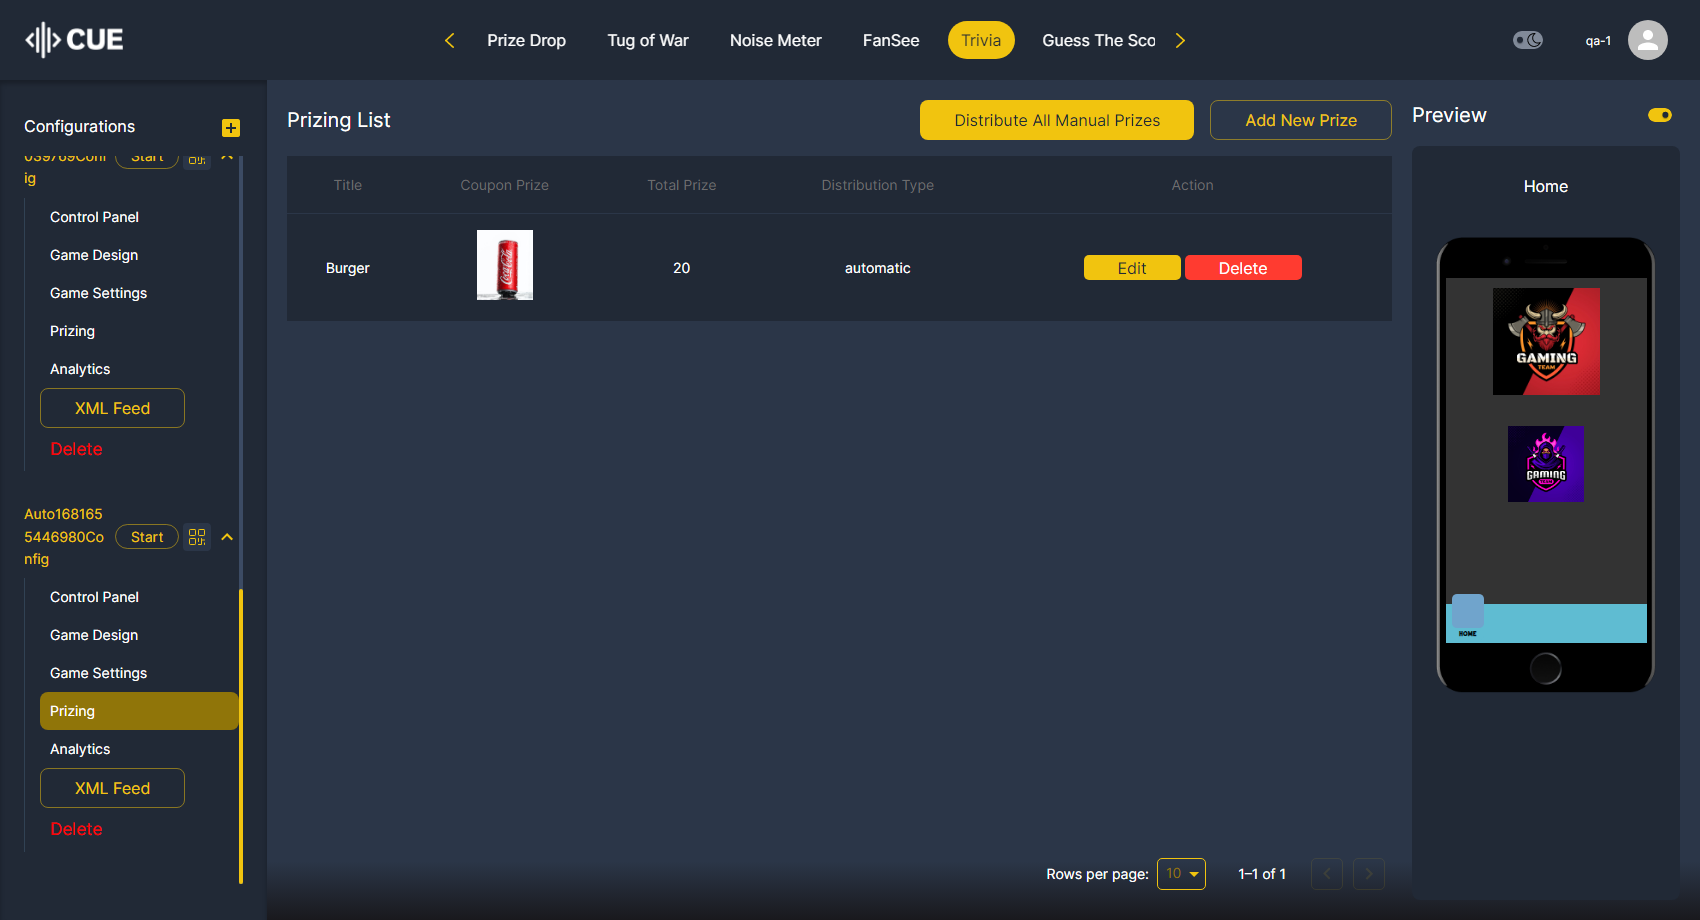 CUE
Prize Drop
Tug of War
Noise Meter
FanSee
Trivia
Guess The Sco
qa-1
Configurations
039769Conf
ig
Start
Control Panel
Game Design
Game Settings
Prizing
Analytics
XML Feed
Delete
Auto168165
5446980Co
nfig
Start
Control Panel
Game Design
Game Settings
Prizing
Analytics
XML Feed
Delete
Prizing List
Distribute All Manual Prizes
Add New Prize
Title
Coupon Prize
Total Prize
Distribution Type
Action
Burger
Coca-Cola
20
automatic
Edit
Delete
Rows per page:
10
1–1 of 1
Preview
Home
GAMING
TEAM
GAMING
TEAM
HOME